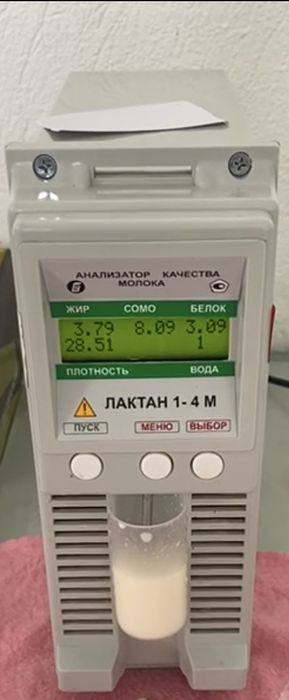 АНАЛИЗАТОР КАЧЕСТВА
МОЛОКА
ЖИР СОМО БЕЛОК
3.79 8.09 3.09
28.51 1
ПЛОТНОСТЬ ВОДА
ЛАКТАН 1-4 М
ПУСК МЕНЮ ВЫБОР